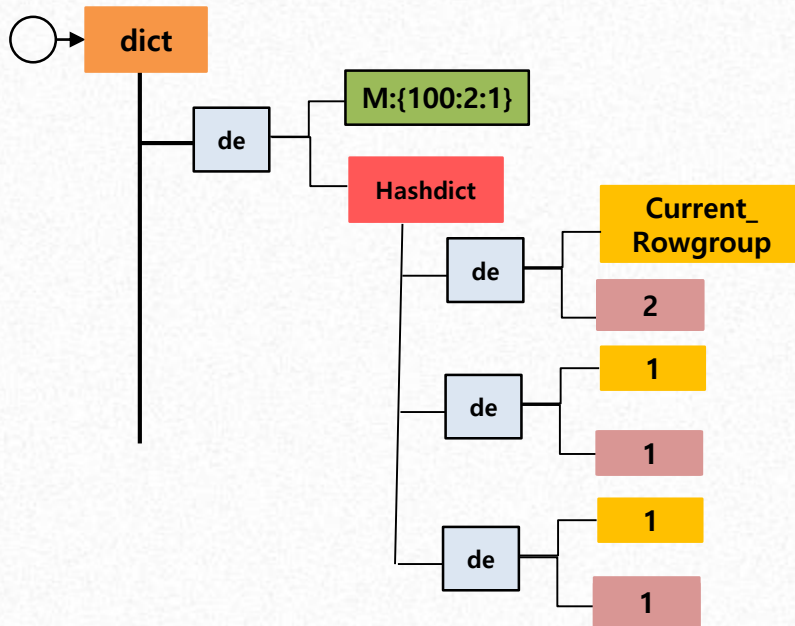 dict
M:{100:2:1}
de
Hashdict
Current_
Rowgroup
de
2
1
de
1
1
de
1